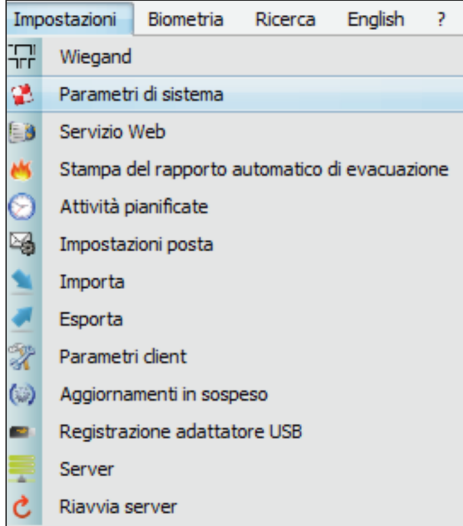 Impostazioni Biometria Ricerca English ?
Wiegand
Parametri di sistema
Servizio Web
Stampa del rapporto automatico di evacuazione
Attività pianificate
Impostazioni posta
Importa
Esporta
Parametri client
Aggiornamenti in sospeso
Registrazione adattatore USB
Server
Riavvia server